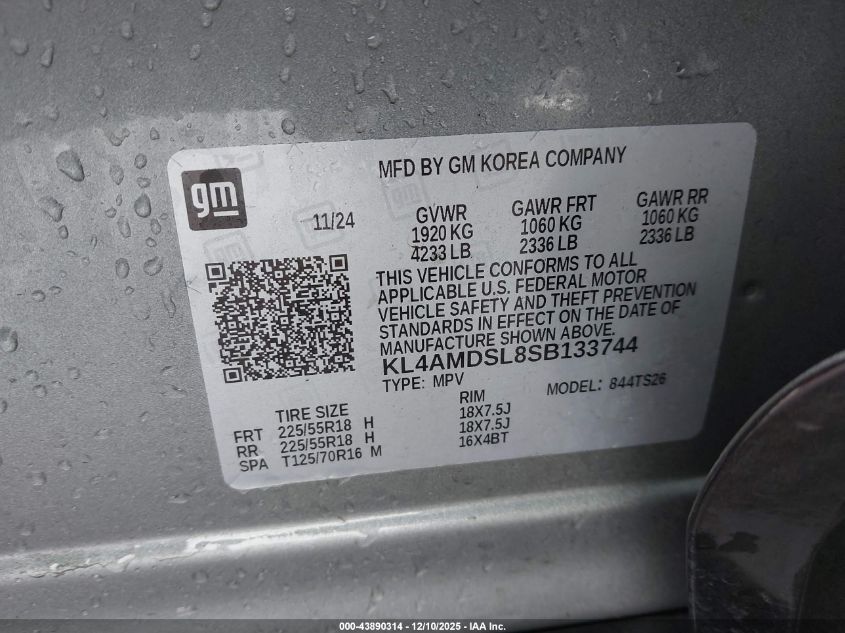 MFD BY GM KOREA COMPANY
gm
11/24
GVWR GAWR FRT GAWR RR
1920 KG 1060 KG 1060 KG
4233 LB 2336 LB 2336 LB
THIS VEHICLE CONFORMS TO ALL
APPLICABLE U.S. FEDERAL MOTOR
VEHICLE SAFETY AND THEFT PREVENTION
STANDARDS IN EFFECT ON THE DATE OF
MANUFACTURE SHOWN ABOVE.
KL4AMDSL8SB133744
TYPE: MPV MODEL: 844TS26
TIRE SIZE RIM
FRT 225/55R18 H 18X7.5J
RR 225/55R18 H 18X7.5J
SPA T125/70R16 M 16X4BT
000-43890314 - 12/10/2025 - IAA Inc.